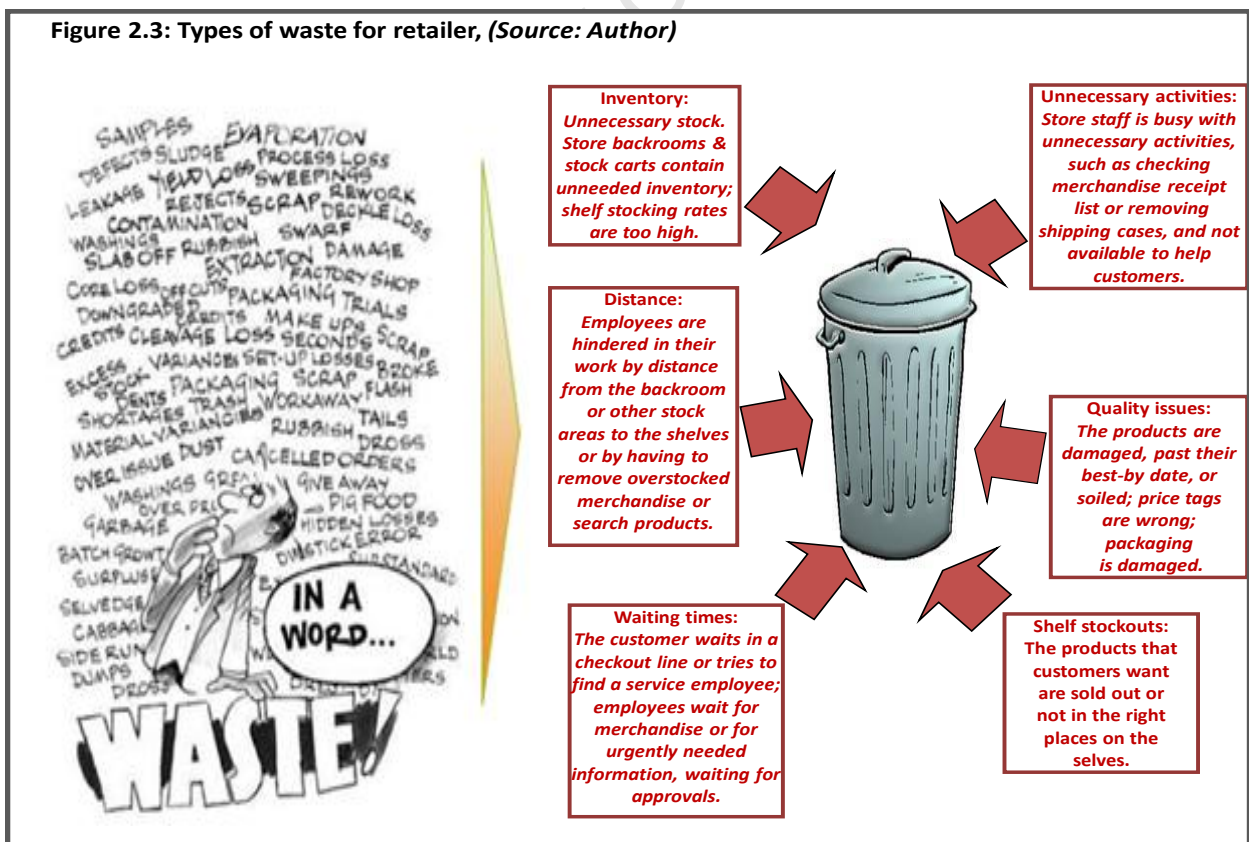 Figure 2.3: Types of waste for retailer, (Source: Author)
SAMPLES EVAPORATION
DEFECTS SLUDGE PROCESS LOSS
LEAKAGE YIELD LOSS SWEEPINGS
REJECTS SCRAP REWORK
CONTAMINATION DECKLE LOSS
WASHINGS RUBBISH SWARF
SLAB OFF EXTRACTION DAMAGE
FACTORY SHOP
CORE LOSS OFF CUTS PACKAGING TRIALS
DOWNGRADED CREDITS MAKE UPS
CREDITS CLEAVAGE LOSS SECONDS SCRAP
EXCESS STOCK VARIANCES SET-UP LOSSES BROKE
DENTS PACKAGING SCRAP FLASH
SHORTAGES TRASH WORKAWAY TAILS
MATERIAL VARIANCIES RUBBISH DROSS
OVER ISSUE DUST CANCELLED ORDERS
WASHINGS GIVE AWAY
OVER PIG FOOD
GARBAGE HIDDEN LOSSES
BATCH DIPSTICK ERROR
SUBSTANDARD
SELVEDGE
SIDE RUN
DUMPS
DROSS
IN A
WORD...
WASTE!
Inventory:
Unnecessary stock.
Store backrooms &
stock carts contain
unneeded inventory;
shelf stocking rates
are too high.
Distance:
Employees are
hindered in their
work by distance
from the backroom
or other stock
areas to the shelves
or by having to
remove overstocked
merchandise or
search products.
Waiting times:
The customer waits in a
checkout line or tries to
find a service employee;
employees wait for
merchandise or for
urgently needed
information, waiting for
approvals.
Unnecessary activities:
Store staff is busy with
unnecessary activities,
such as checking
merchandise receipt
list or removing
shipping cases, and not
available to help
customers.
Quality issues:
The products are
damaged, past their
best-by date, or
soiled; price tags
are wrong;
packaging
is damaged.
Shelf stockouts:
The products that
customers want
are sold out or
not in the right
places on the
selves.